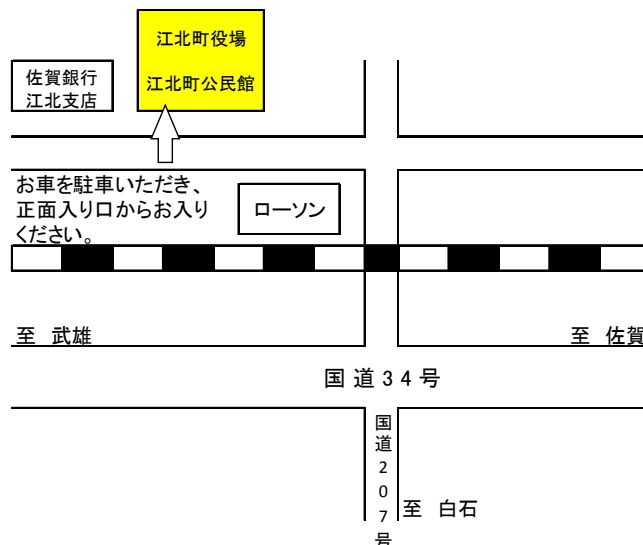 江北町役場
江北町公民館
佐賀銀行
江北支店
お車を駐車いただき、
正面入り口からお入り
ください。
ローソン
至 武雄
至 佐賀
国道34号
国道207号
至 白石